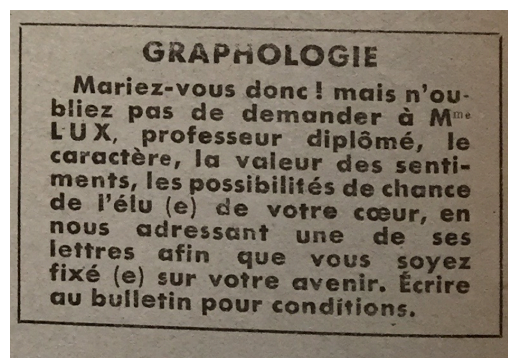 GRAPHOLOGIE
Mariez-vous donc ! mais n'ou-
bliez pas de demander à Mme
LUX, professeur diplômé, le
caractère, la valeur des senti-
ments, les possibilités de chance
de l'élu (e) de votre cœur, en
nous adressant une de ses
lettres afin que vous soyez
fixé (e) sur votre avenir. Écrire
au bulletin pour conditions.